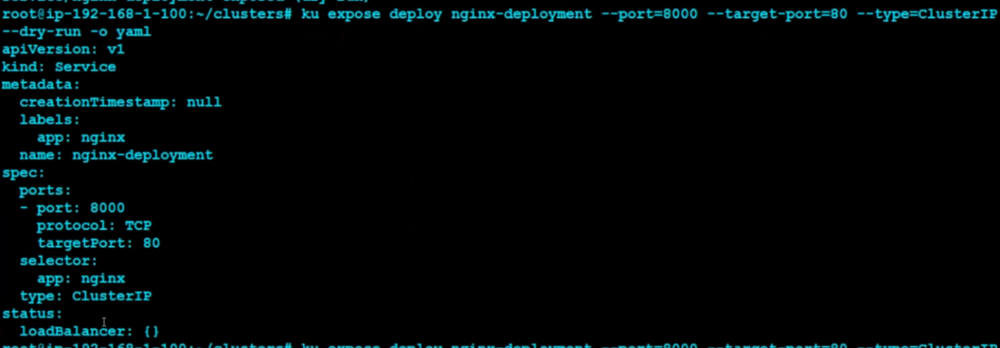 root@ip-192-168-1-100:~/clusters# ku expose deploy nginx-deployment --port=8000 --target-port=80 --type=ClusterIP
--dry-run -o yaml
apiVersion: v1
kind: Service
metadata:
  creationTimestamp: null
  labels:
    app: nginx
  name: nginx-deployment
spec:
  ports:
  - port: 8000
    protocol: TCP
    targetPort: 80
  selector:
    app: nginx
  type: ClusterIP
status:
  loadBalancer: {}
root@ip-192-168-1-100:~/clusters# ku expose deploy nginx-deployment --port=8000 --target-port=80 --type=ClusterIP